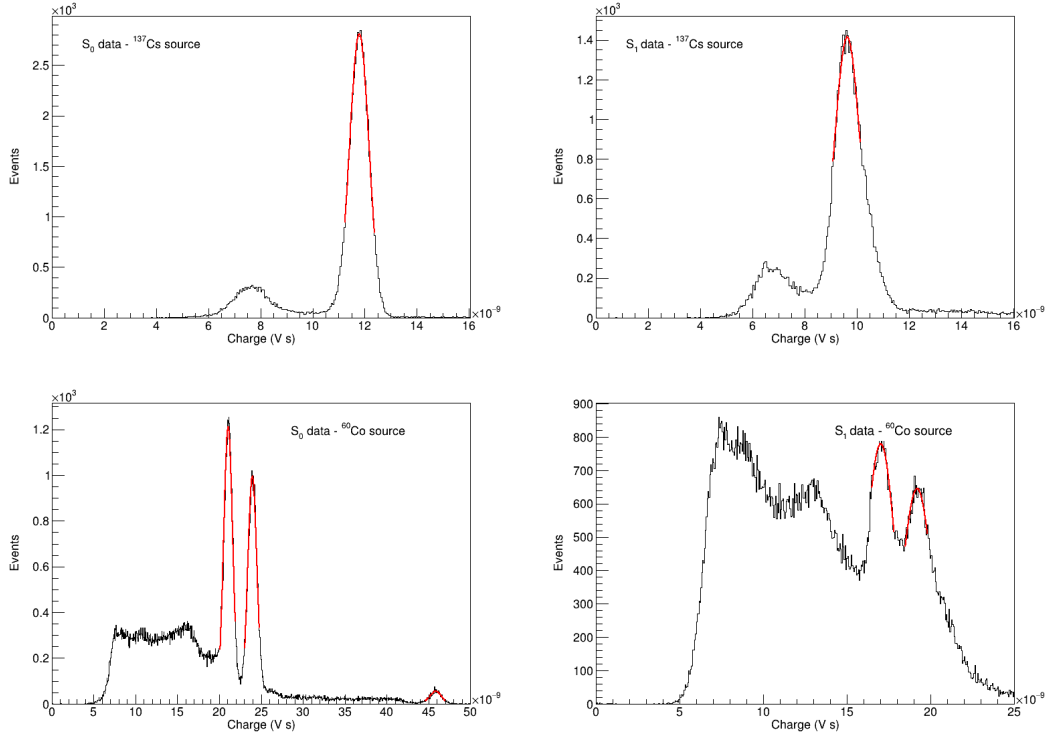 ×10³
S₀ data - ¹³⁷Cs source
Events
2.5
2
1.5
1
0.5
0
0 2 4 6 8 10 12 14 16 ×10⁻⁹
Charge (V s)
×10³
S₁ data - ¹³⁷Cs source
Events
1.4
1.2
1
0.8
0.6
0.4
0.2
0
0 2 4 6 8 10 12 14 16 ×10⁻⁹
Charge (V s)
×10³
S₀ data - ⁶⁰Co source
Events
1.2
1
0.8
0.6
0.4
0.2
0
0 5 10 15 20 25 30 35 40 45 50 ×10⁻⁹
Charge (V s)
S₁ data - ⁶⁰Co source
Events
900
800
700
600
500
400
300
200
100
0
0 5 10 15 20 25 ×10⁻⁹
Charge (V s)